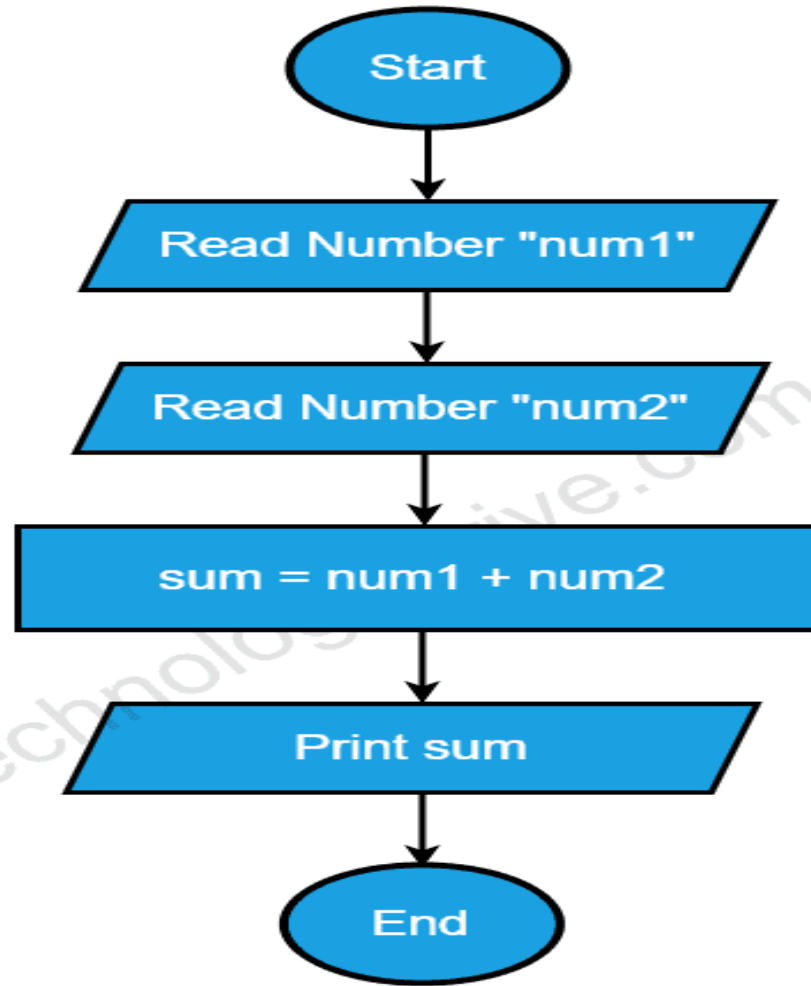 Start
Read Number "num1"
Read Number "num2"
sum = num1 + num2
Print sum
End